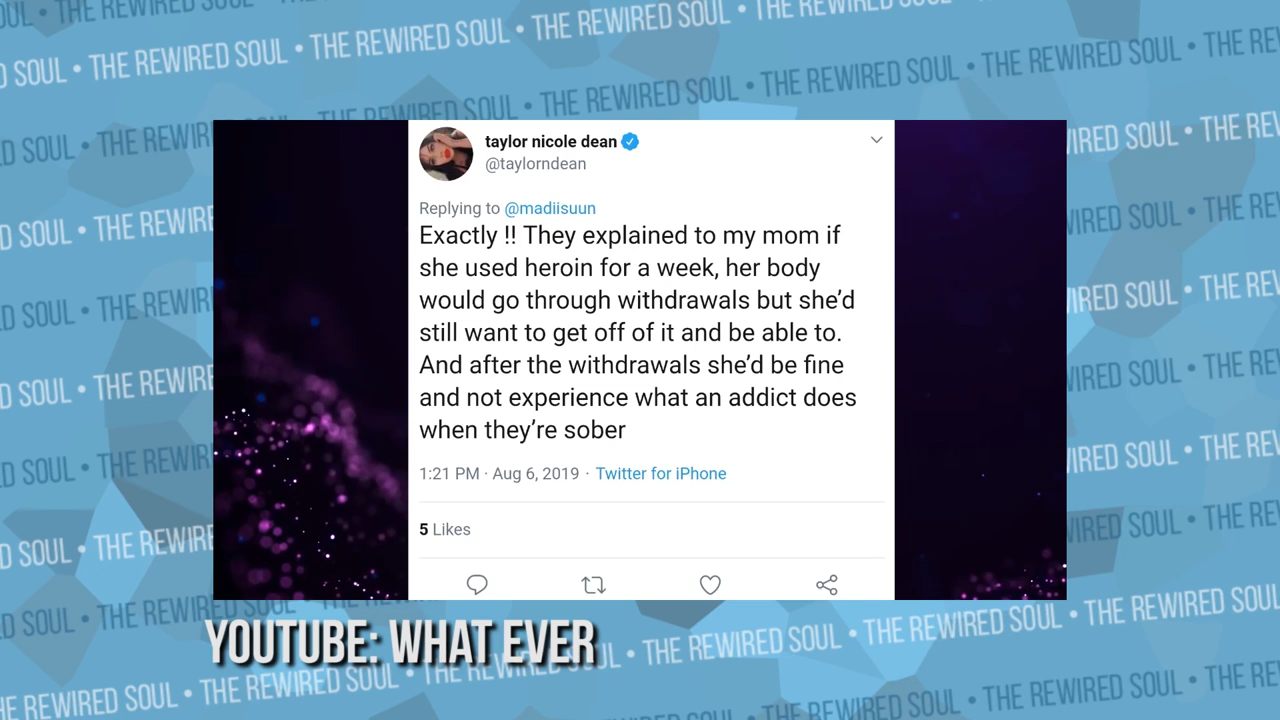 THE REWIRED SOUL • THE REWIRED SOUL • THE REWIRED SOUL • THE REWIRED SOUL
taylor nicole dean
@taylorndean
Replying to @madiisuun
Exactly !! They explained to my mom if
she used heroin for a week, her body
would go through withdrawals but she’d
still want to get off of it and be able to.
And after the withdrawals she’d be fine
and not experience what an addict does
when they’re sober
1:21 PM · Aug 6, 2019 · Twitter for iPhone
5 Likes
YOUTUBE: WHAT EVER